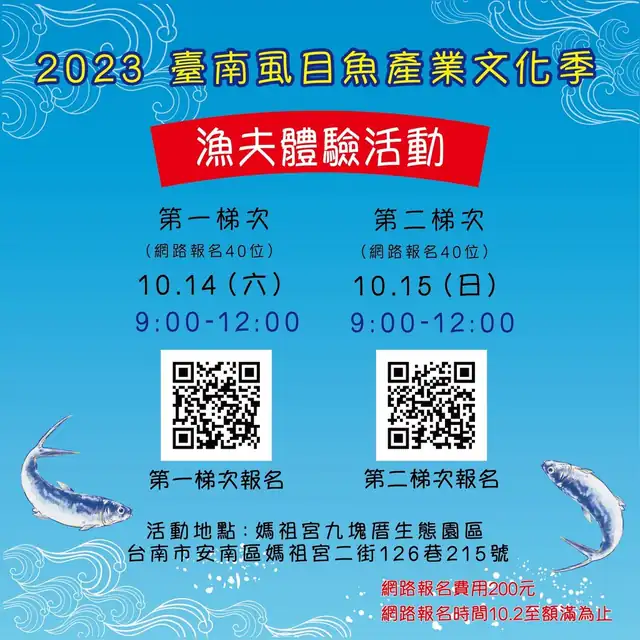 2023 臺南虱目魚產業文化季
漁夫體驗活動
第一梯次
(網路報名40位)
10.14(六)
9:00-12:00
第二梯次
(網路報名40位)
10.15(日)
9:00-12:00
第一梯次報名
第二梯次報名
活動地點:媽祖宮九塊厝生態園區
台南市安南區媽祖宮二街126巷215號
網路報名費用200元
網路報名時間10.2至額滿為止